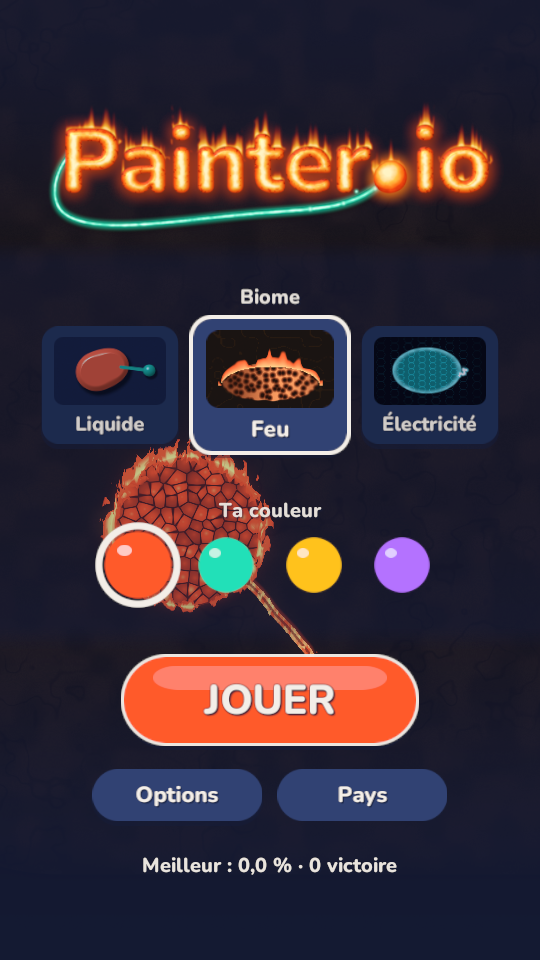 Painter.io
Biome
Liquide
Feu
Électricité
Ta couleur
JOUER
Options
Pays
Meilleur : 0,0 % · 0 victoire